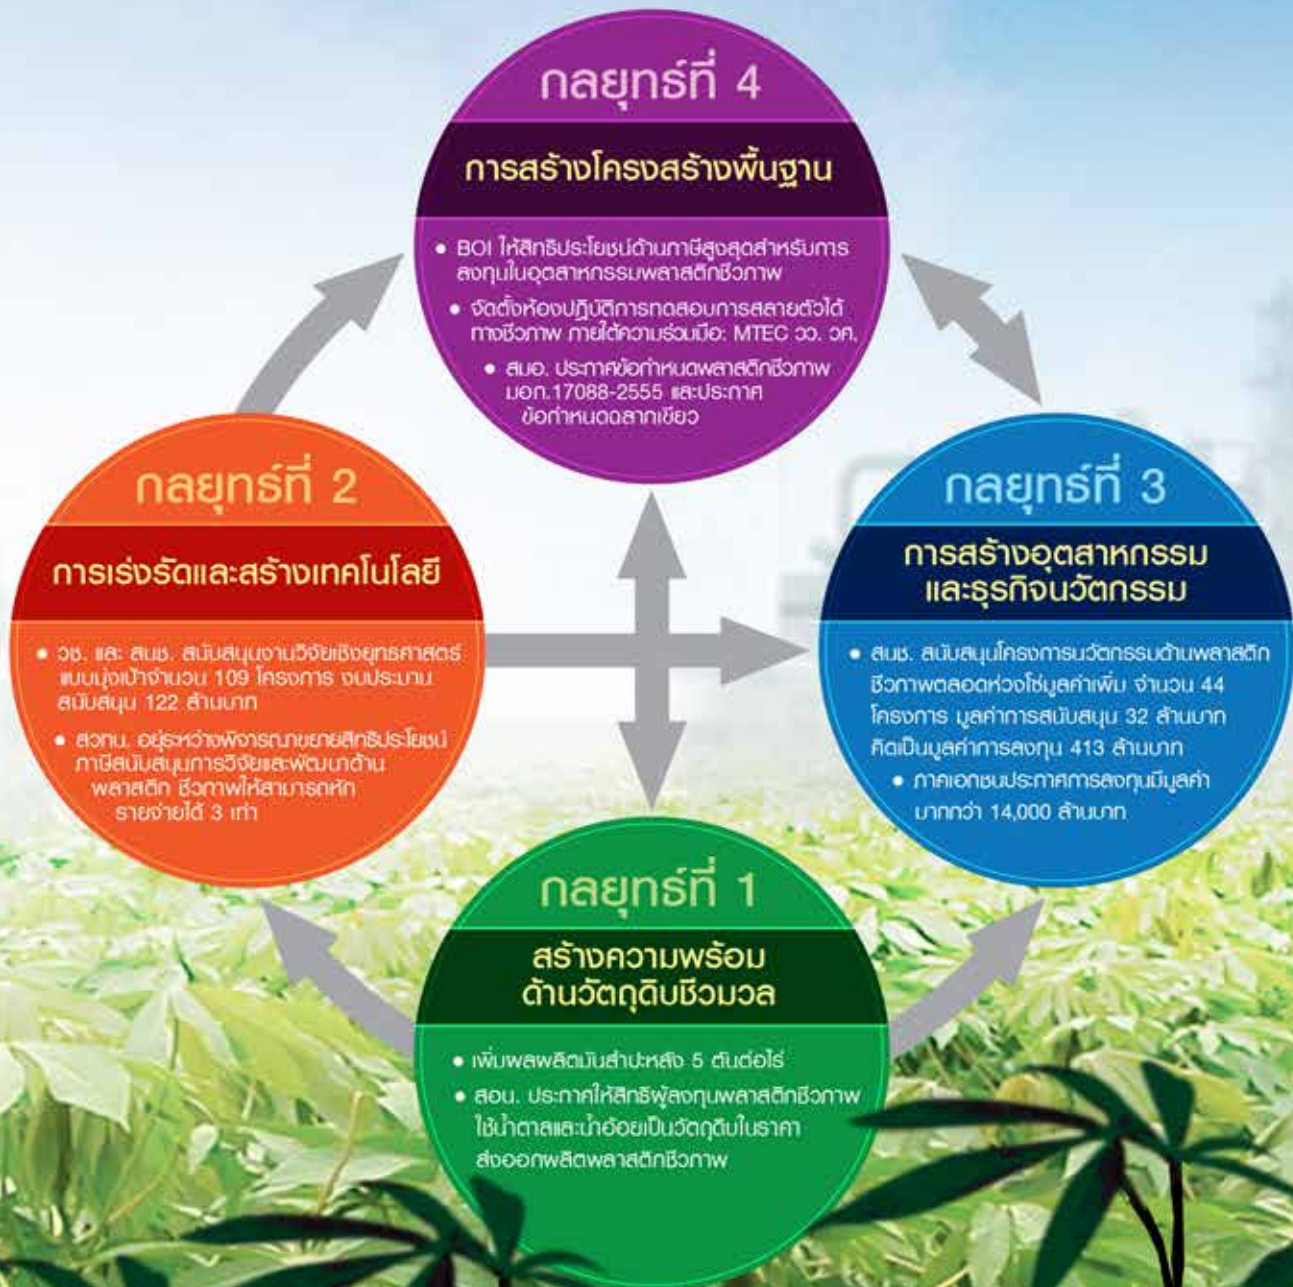 กลยุทธ์ที่ 4
การสร้างโครงสร้างพื้นฐาน
• BOI ให้สิทธิประโยชน์ด้านภาษีสูงสุดสำหรับการ
ลงทุนในอุตสาหกรรมพลาสติกชีวภาพ
• จัดตั้งห้องปฏิบัติการทดสอบการสลายตัวได้
ทางชีวภาพ ภายใต้ความร่วมมือ: MTEC วว. วศ.
• สมอ. ประกาศข้อกำหนดพลาสติกชีวภาพ
มอก.17088-2555 และประกาศ
ข้อกำหนดฉลากเขียว
กลยุทธ์ที่ 2
การเร่งรัดและสร้างเทคโนโลยี
• วช. และ สนช. สนับสนุนงานวิจัยเชิงยุทธศาสตร์
แบบมุ่งเป้าจำนวน 109 โครงการ งบประมาณ
สนับสนุน 122 ล้านบาท
• สวทน. อยู่ระหว่างพิจารณาขยายสิทธิประโยชน์
ภาษีสนับสนุนการวิจัยและพัฒนาด้าน
พลาสติก ชีวภาพให้สามารถหัก
รายจ่ายได้ 3 เท่า
กลยุทธ์ที่ 3
การสร้างอุตสาหกรรม
และธุรกิจนวัตกรรม
• สนช. สนับสนุนโครงการนวัตกรรมด้านพลาสติก
ชีวภาพตลอดห่วงโซ่มูลค่าเพิ่ม จำนวน 44
โครงการ มูลค่าการสนับสนุน 32 ล้านบาท
คิดเป็นมูลค่าการลงทุน 413 ล้านบาท
• ภาคเอกชนประกาศการลงทุนมีมูลค่า
มากกว่า 14,000 ล้านบาท
กลยุทธ์ที่ 1
สร้างความพร้อม
ด้านวัตถุดิบชีวมวล
• เพิ่มผลผลิตมันสำปะหลัง 5 ตันต่อไร่
• สอน. ประกาศให้สิทธิผู้ลงทุนพลาสติกชีวภาพ
ใช้น้ำตาลและน้ำอ้อยเป็นวัตถุดิบในราคา
ส่งออกผลิตพลาสติกชีวภาพ